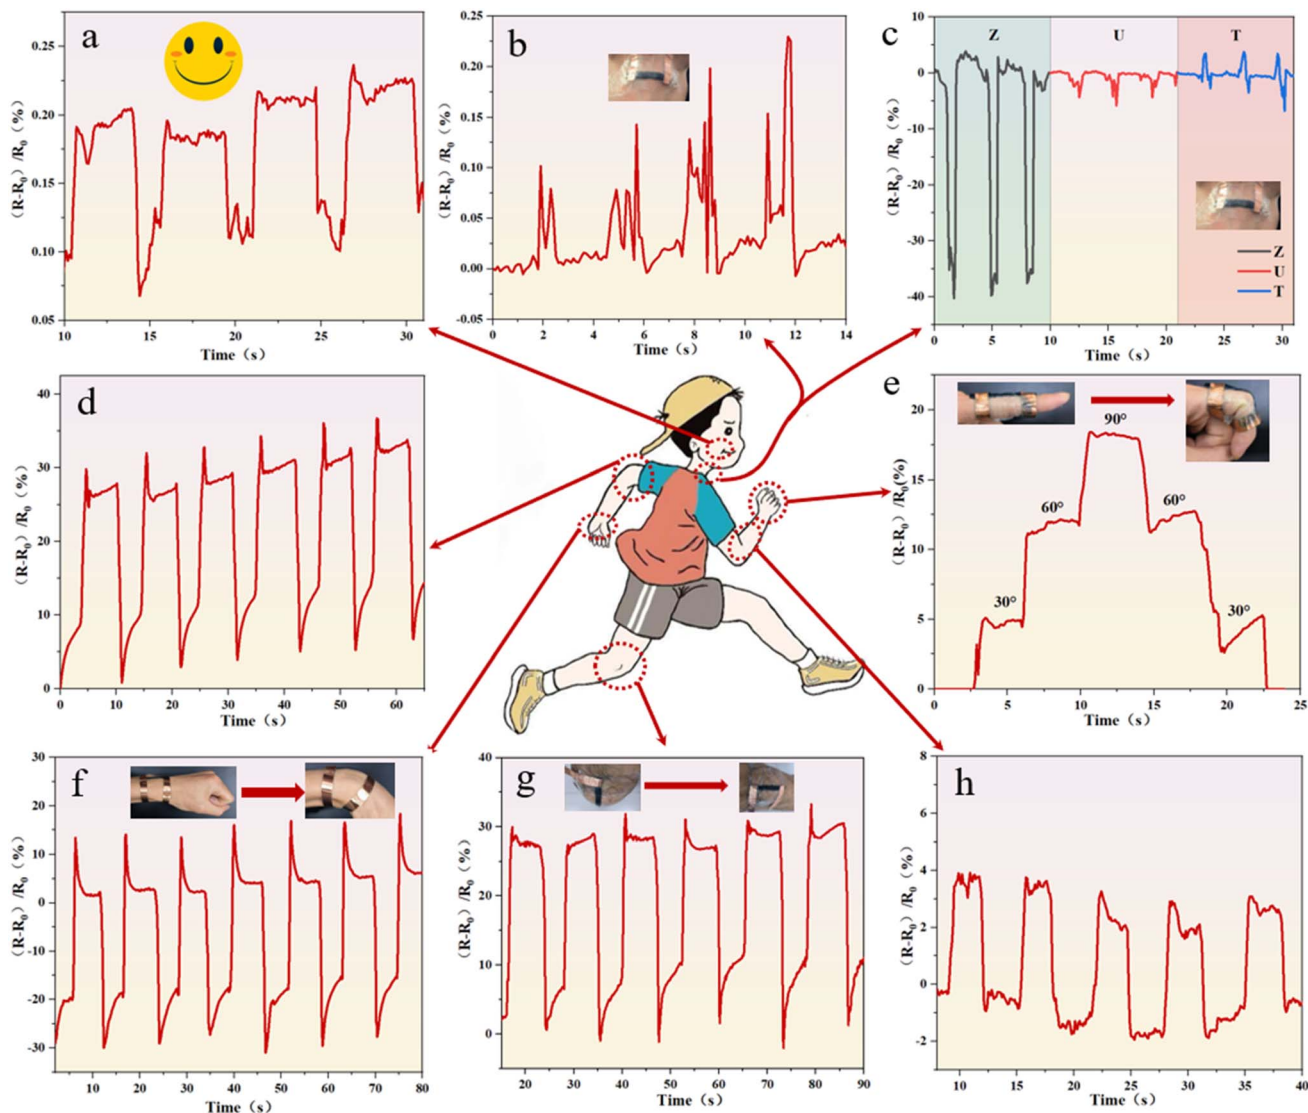 a
(R-R₀)/R₀ (%)
0.25
0.20
0.15
0.10
0.05
10 15 20 25 30
Time (s)
b
(R-R₀)/R₀ (%)
0.25
0.20
0.15
0.10
0.05
0.00
-0.05
0 2 4 6 8 10 12 14
Time (s)
c
Z U T
(R-R₀)/R₀ (%)
10
0
-10
-20
-30
-40
Z
U
T
0 5 10 15 20 25 30
Time (s)
d
(R-R₀)/R₀ (%)
40
30
20
10
0
0 10 20 30 40 50 60
Time (s)
e
(R-R₀)/R₀(%)
20
15
10
5
0
30°
60°
90°
60°
30°
0 5 10 15 20 25
Time (s)
f
(R-R₀)/R₀ (%)
30
20
10
0
-10
-20
-30
10 20 30 40 50 60 70 80
Time (s)
g
(R-R₀)/R₀ (%)
40
30
20
10
0
20 30 40 50 60 70 80 90
Time (s)
h
(R-R₀)/R₀ (%)
8
6
4
2
0
-2
10 15 20 25 30 35 40
Time (s)